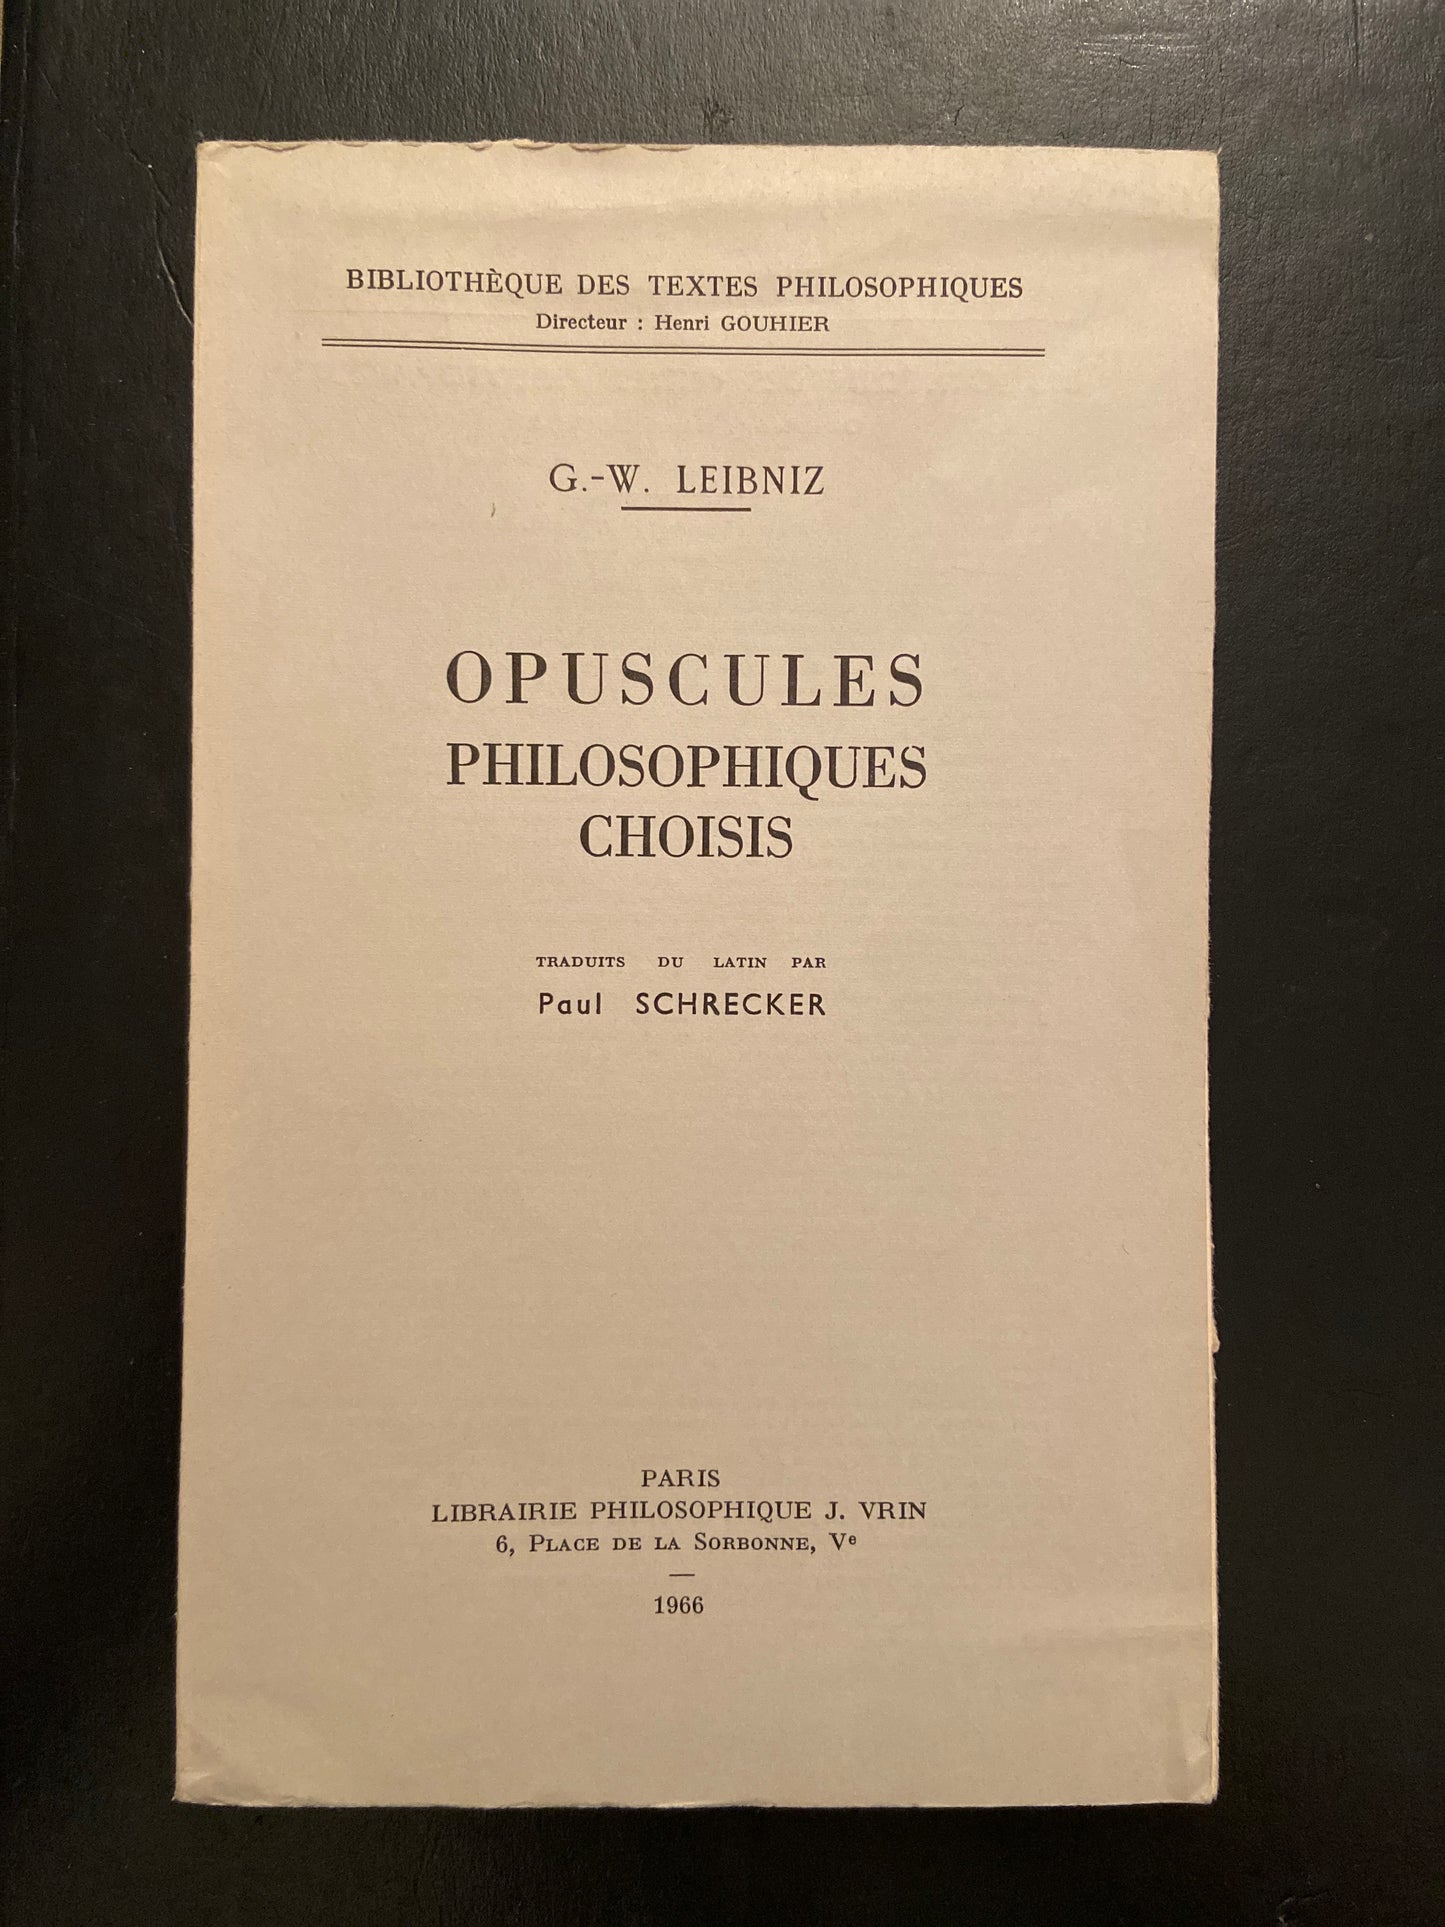 BIBLIOTHÈQUE DES TEXTES PHILOSOPHIQUES
Directeur : Henri GOUHIER
G.-W. LEIBNIZ
OPUSCULES
PHILOSOPHIQUES
CHOISIS
TRADUITS DU LATIN PAR
Paul SCHRECKER
PARIS
LIBRAIRIE PHILOSOPHIQUE J. VRIN
6, PLACE DE LA SORBONNE, Vᵉ
1966